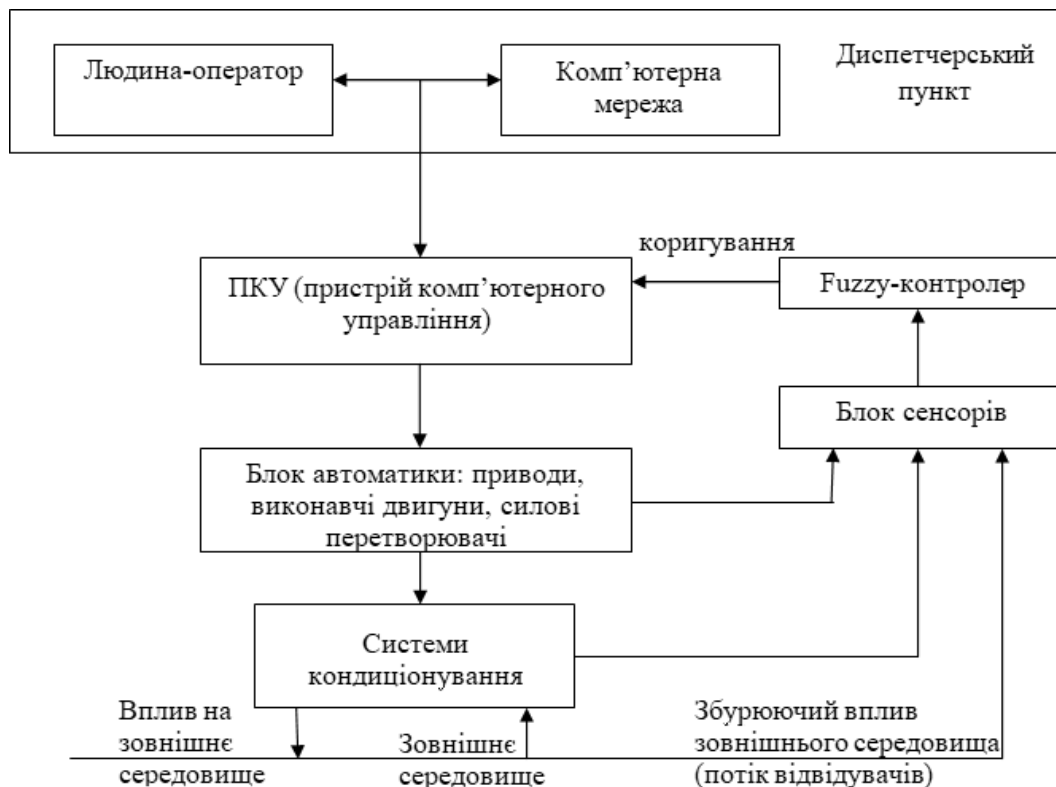 Людина-оператор
Комп’ютерна
мережа
Диспетчерський
пункт
коригування
ПКУ (пристрій комп’ютерного
управління)
Fuzzy-контролер
Блок сенсорів
Блок автоматики: приводи,
виконавчі двигуни, силові
перетворювачі
Системи
кондиціонування
Вплив на
зовнішнє
середовище
Зовнішнє
середовище
Збурюючий вплив
зовнішнього середовища
(потік відвідувачів)